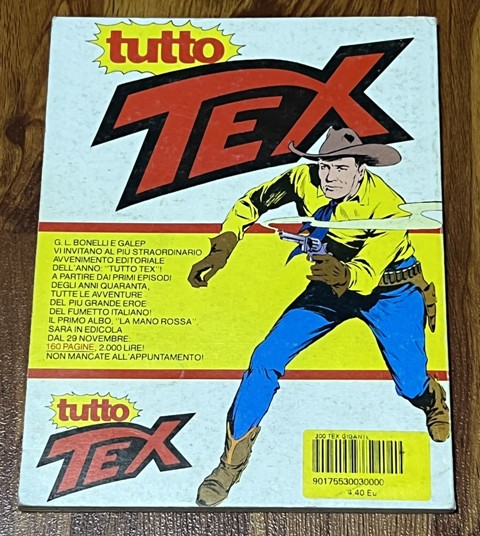 tutto
TEX
G. L. BONELLI E GALEP
VI INVITANO AL PIÙ STRAORDINARIO
AVVENIMENTO EDITORIALE
DELL'ANNO: "TUTTO TEX"!
A PARTIRE DAI PRIMI EPISODI
DEGLI ANNI QUARANTA,
TUTTE LE AVVENTURE
DEL PIÙ GRANDE EROE
DEL FUMETTO ITALIANO!
IL PRIMO ALBO, "LA MANO ROSSA",
SARÀ IN EDICOLA
DAL 29 NOVEMBRE:
160 PAGINE, 2.000 LIRE!
NON MANCATE ALL'APPUNTAMENTO!
tutto
TEX
300 TEX GIGANTE
90175530030000
4.40 Eu